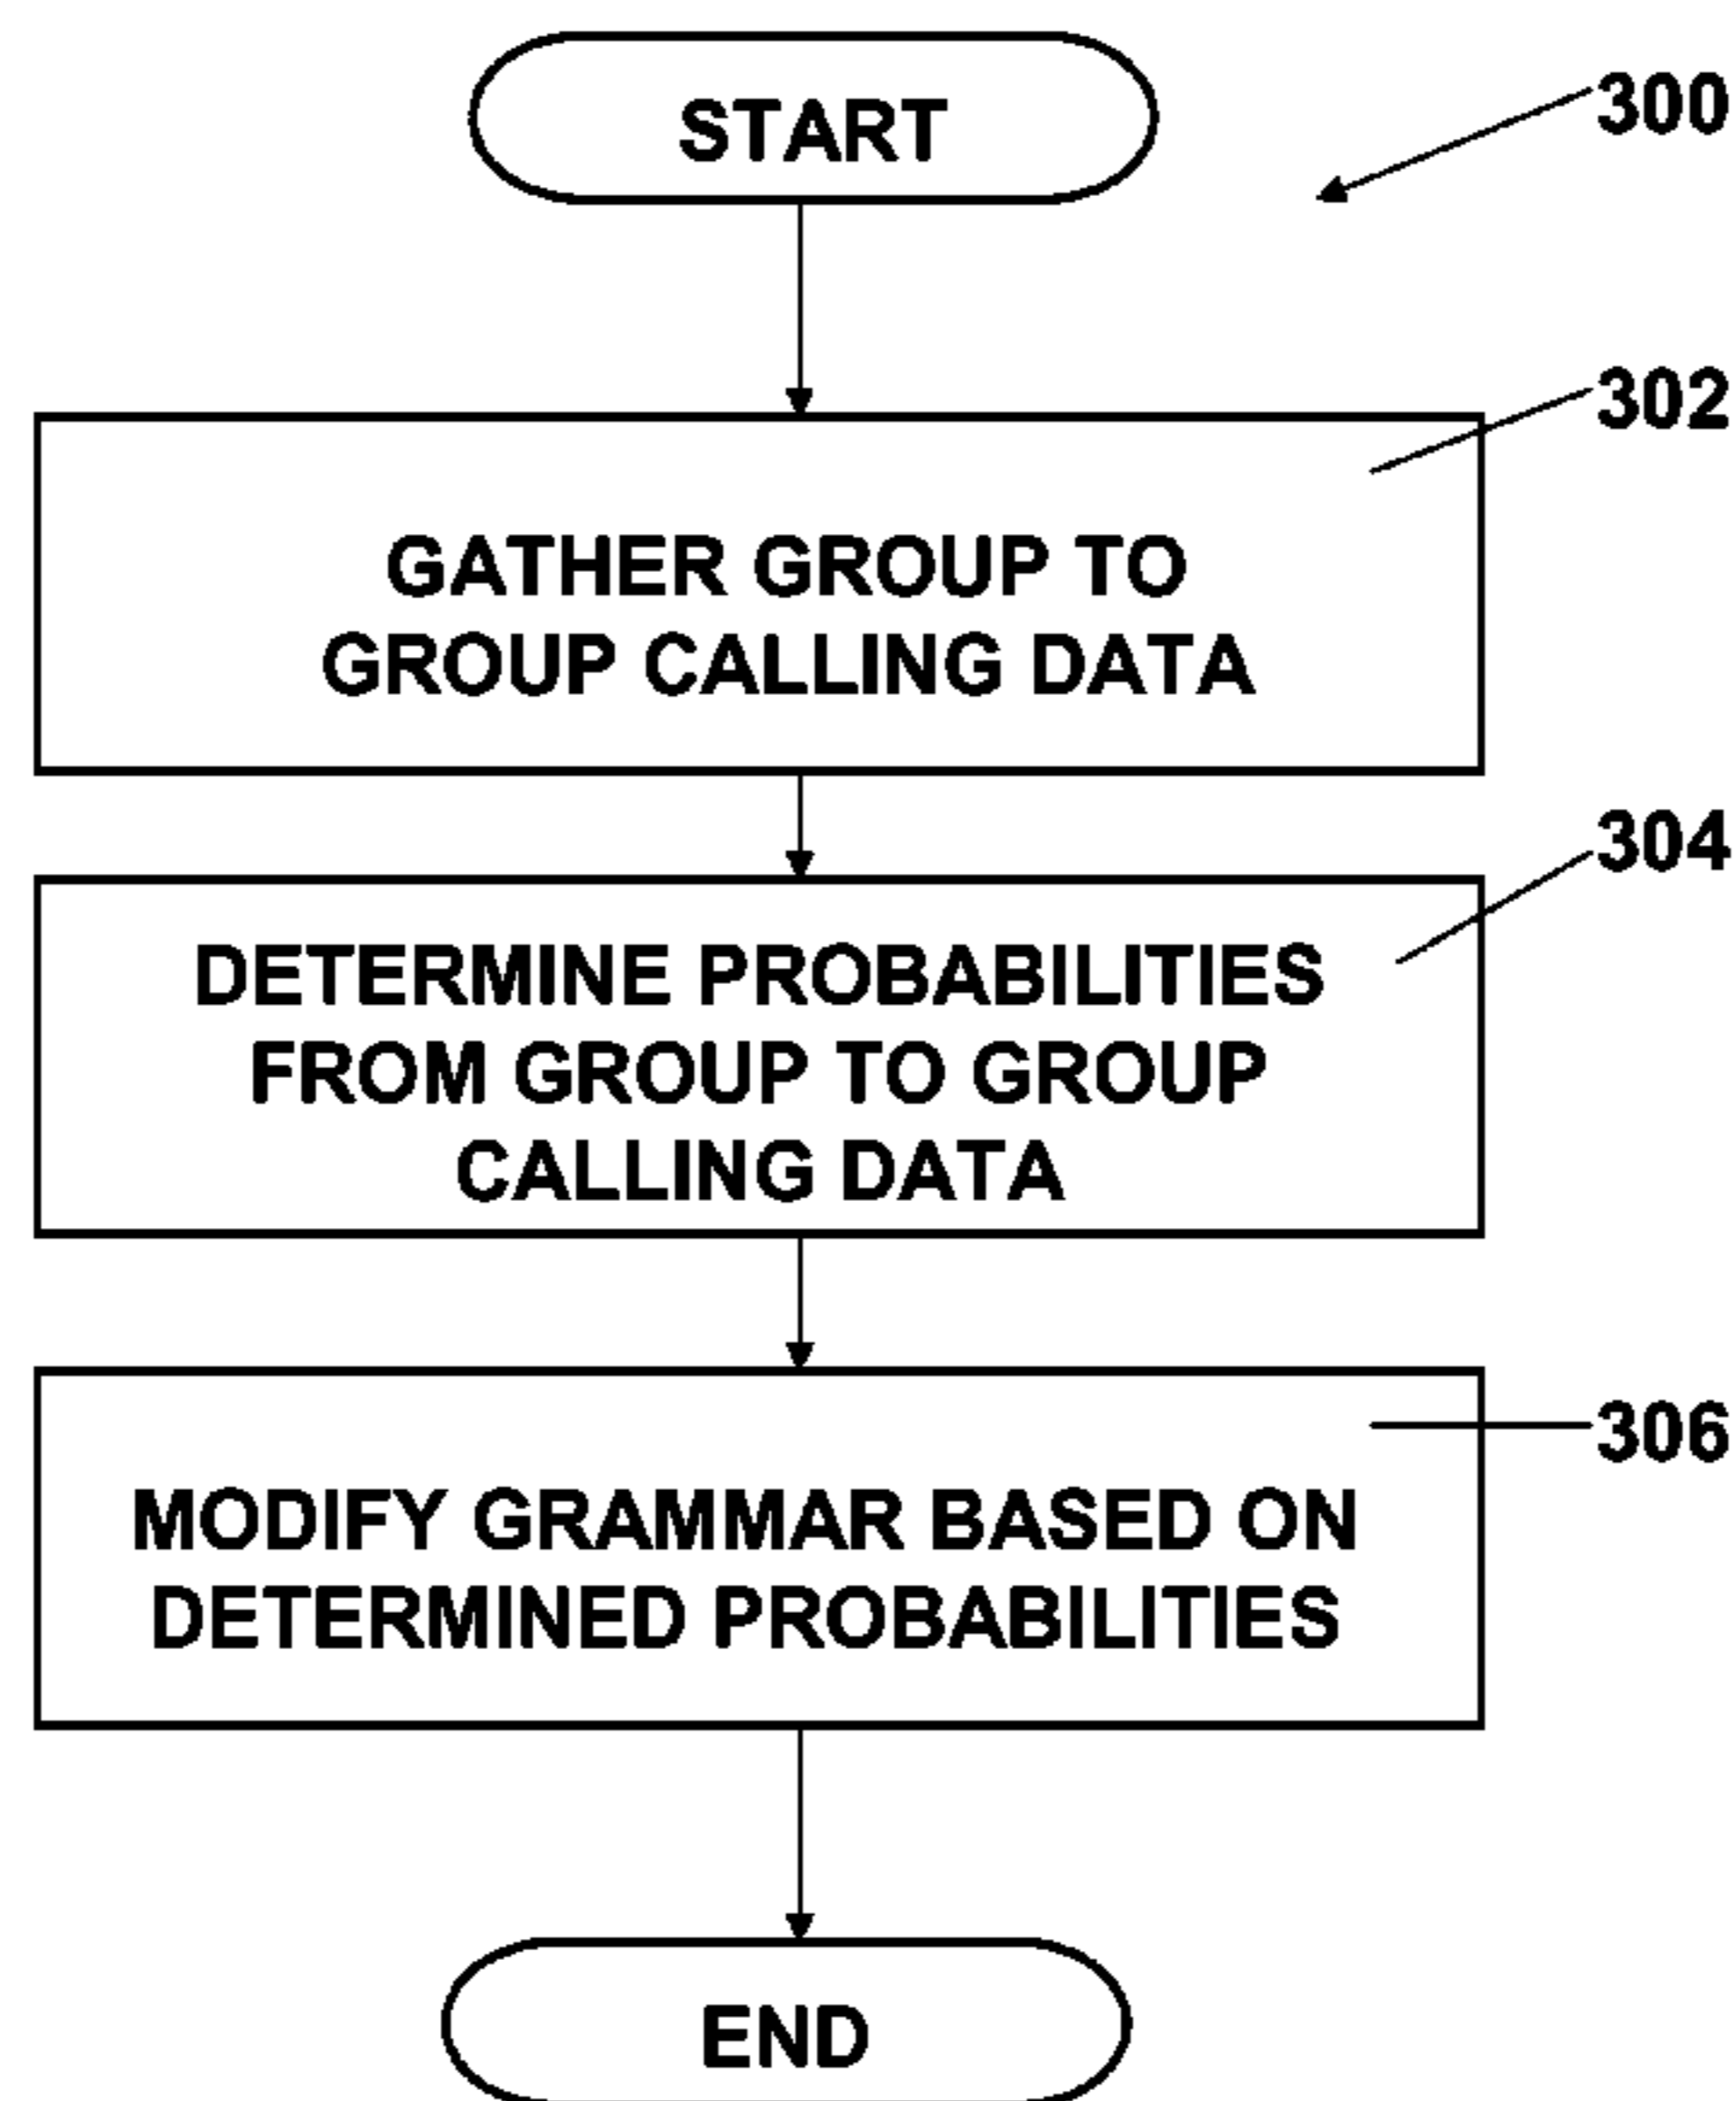 START
300
302
GATHER GROUP TO
GROUP CALLING DATA
304
DETERMINE PROBABILITIES
FROM GROUP TO GROUP
CALLING DATA
306
MODIFY GRAMMAR BASED ON
DETERMINED PROBABILITIES
END